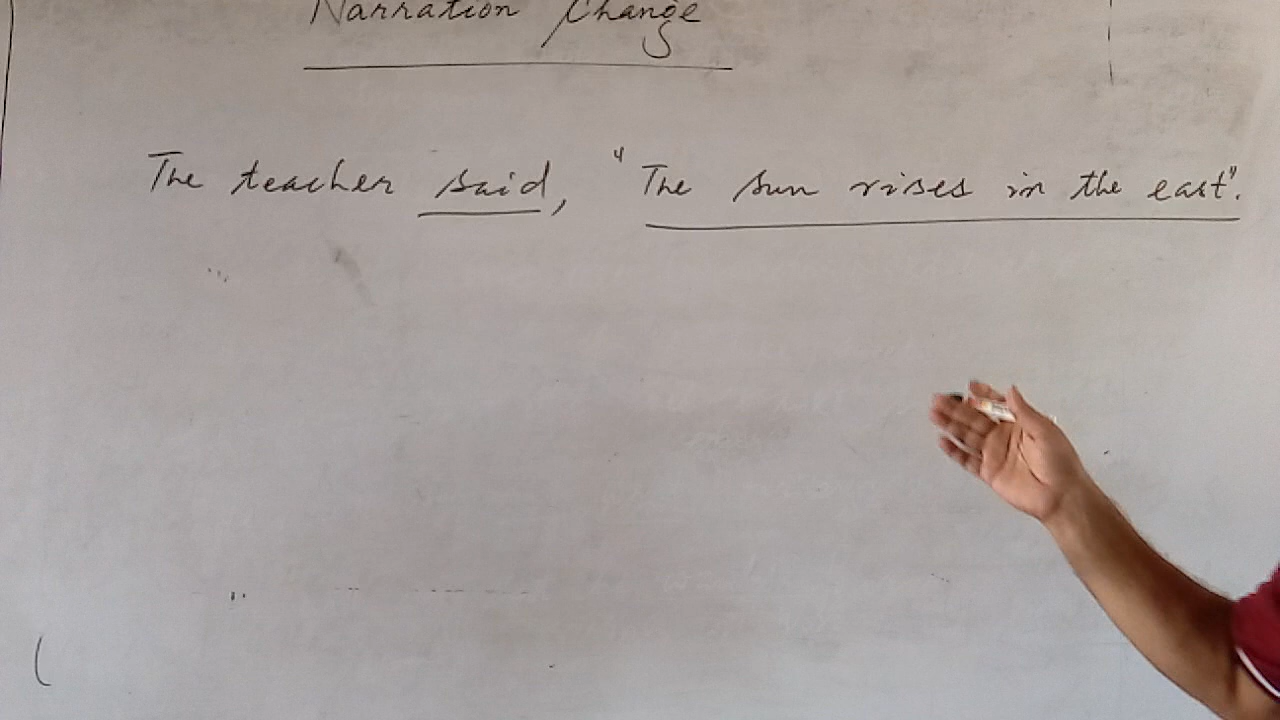 Narration Change
The teacher said, "The sun rises in the east".